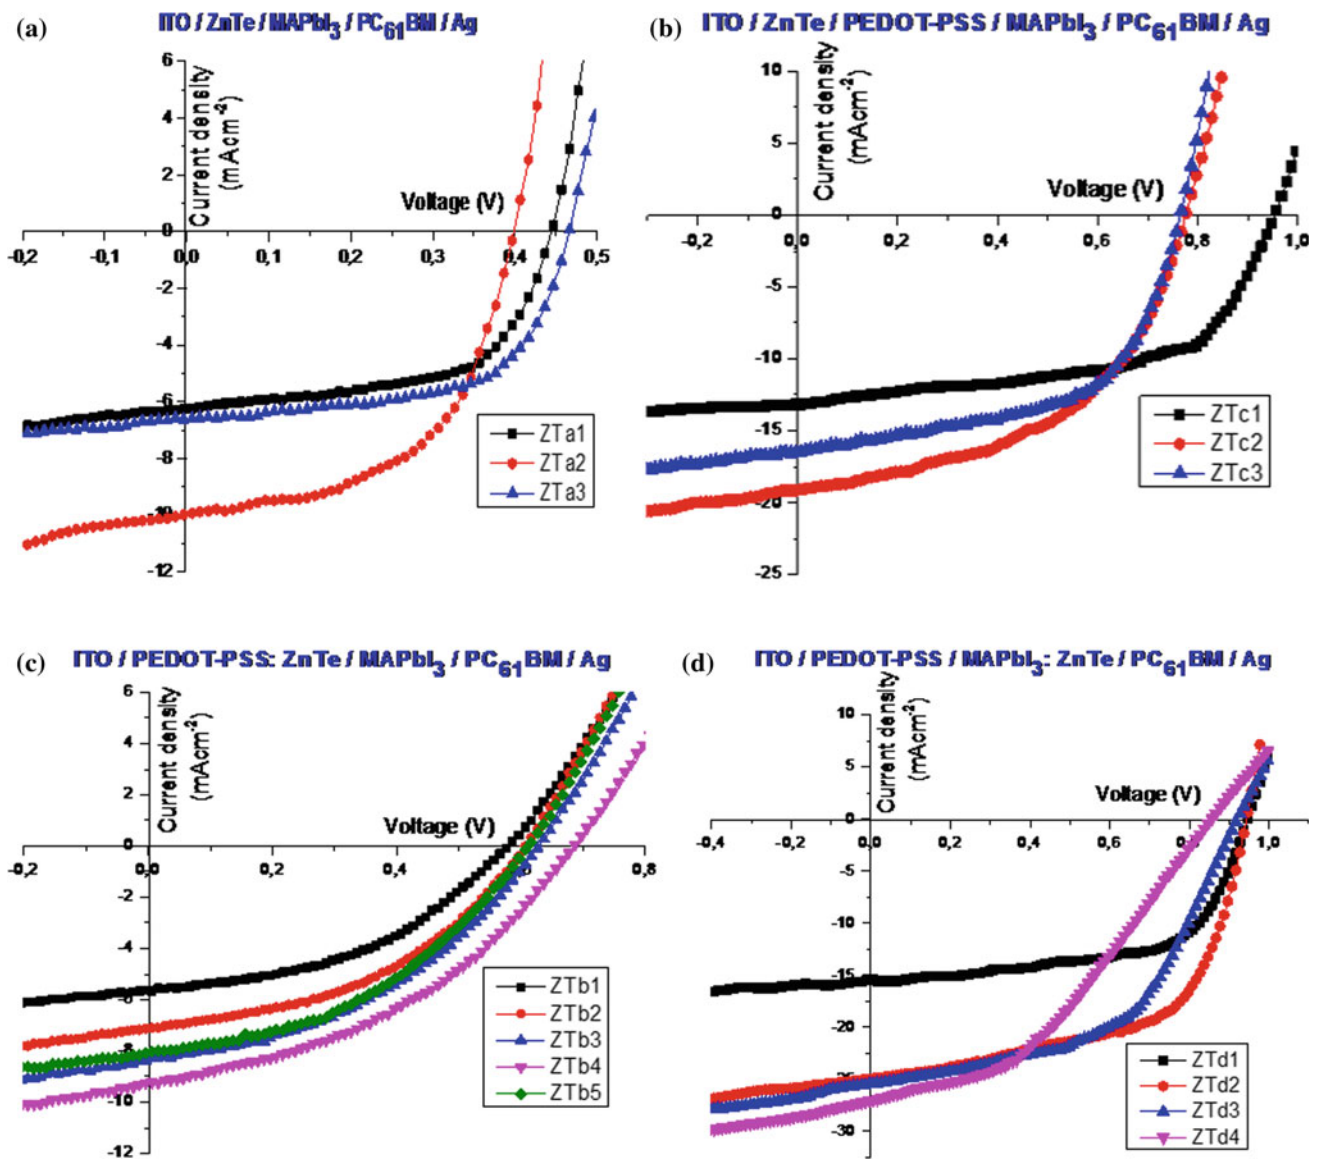 (a) ITO / ZnTe / MAPbI3 / PC61BM / Ag
Current density
(mAcm-2)
6
4
2
0
-2
-4
-6
-8
-10
-12
Voltage (V)
-0,2 -0,1 0,0 0,1 0,2 0,3 0,4 0,5
ZTa1
ZTa2
ZTa3
(b) ITO / ZnTe / PEDOT-PSS / MAPbI3 / PC61BM / Ag
Current density
(mAcm-2)
10
5
0
-5
-10
-15
-20
-25
Voltage (V)
-0,2 0,0 0,2 0,4 0,6 0,8 1,0
ZTc1
ZTc2
ZTc3
(c) ITO / PEDOT-PSS: ZnTe / MAPbI3 / PC61BM / Ag
Current density
(mAcm-2)
6
4
2
0
-2
-4
-6
-8
-10
-12
Voltage (V)
-0,2 0,0 0,2 0,4 0,6 0,8
ZTb1
ZTb2
ZTb3
ZTb4
ZTb5
(d) ITO / PEDOT-PSS / MAPbI3: ZnTe / PC61BM / Ag
Current density
(mAcm-2)
10
5
0
-5
-10
-15
-20
-25
-30
Voltage (V)
-0,4 -0,2 0,0 0,2 0,4 0,6 0,8 1,0
ZTd1
ZTd2
ZTd3
ZTd4